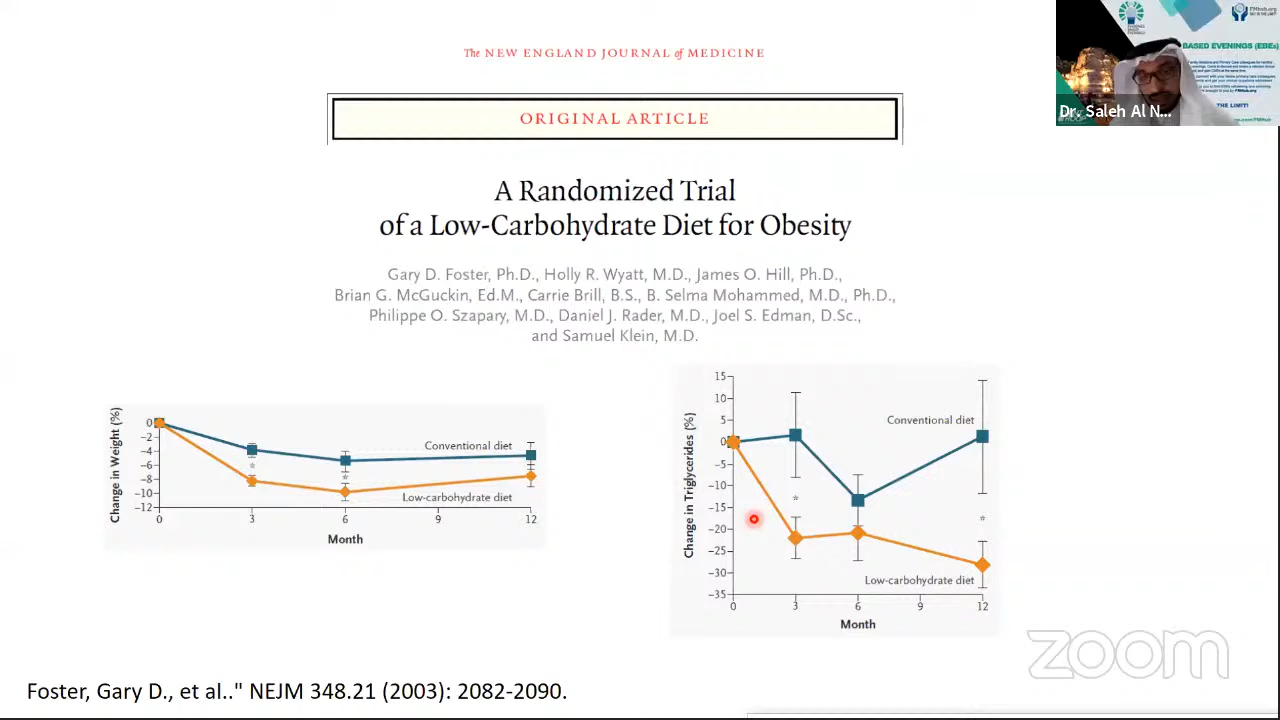 The NEW ENGLAND JOURNAL of MEDICINE
ORIGINAL ARTICLE
A Randomized Trial
of a Low-Carbohydrate Diet for Obesity
Gary D. Foster, Ph.D., Holly R. Wyatt, M.D., James O. Hill, Ph.D.,
Brian G. McGuckin, Ed.M., Carrie Brill, B.S., B. Selma Mohammed, M.D., Ph.D.,
Philippe O. Szapary, M.D., Daniel J. Rader, M.D., Joel S. Edman, D.Sc.,
and Samuel Klein, M.D.
Change in Weight (%)
0
−2
−4
−6
−8
−10
−12
Conventional diet
*
*
Low-carbohydrate diet
0 3 6 9 12
Month
Change in Triglycerides (%)
15
10
5
0
−5
−10
−15
−20
−25
−30
−35
Conventional diet
*
*
Low-carbohydrate diet
0 3 6 9 12
Month
Foster, Gary D., et al.." NEJM 348.21 (2003): 2082-2090.
zoom
FMhub.org
BASED EVENINGS (EBEs)
THE LIMIT!
Dr. Saleh Al N...